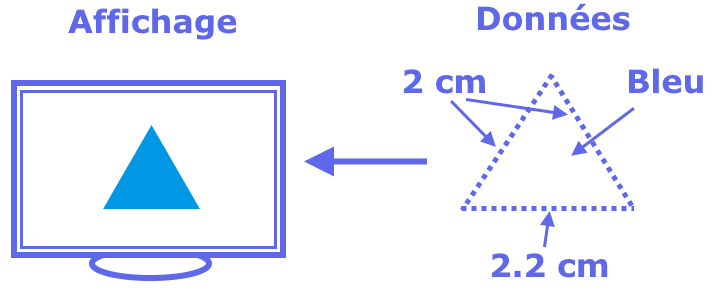 Affichage
Données
2 cm
Bleu
2.2 cm